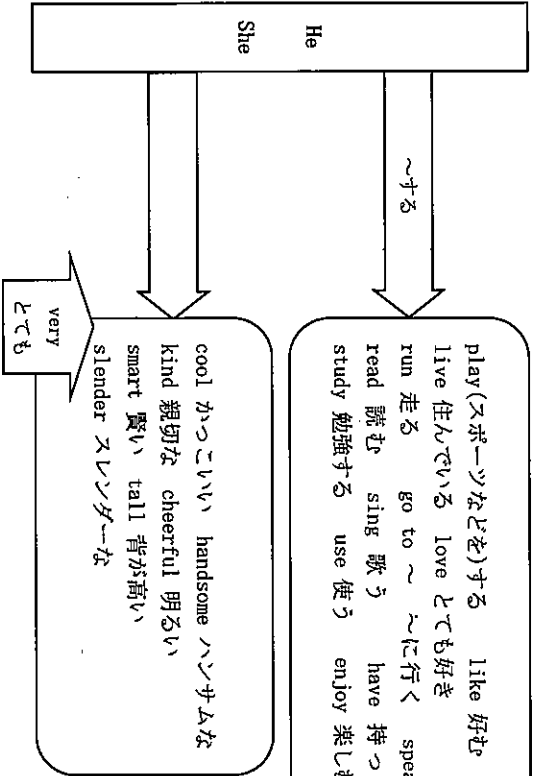 He
She
～する
play(スポーツなどを)する like 好む
live 住んでいる love とても好き
run 走る go to ～ ～に行く
read 読む sing 歌う have
study 勉強する use 使う enjoy
cool かっこいい handsome ハンサムな
kind 親切な cheerful 明るい
smart 賢い tall 背が高い
slender スレンダーな
very
とても